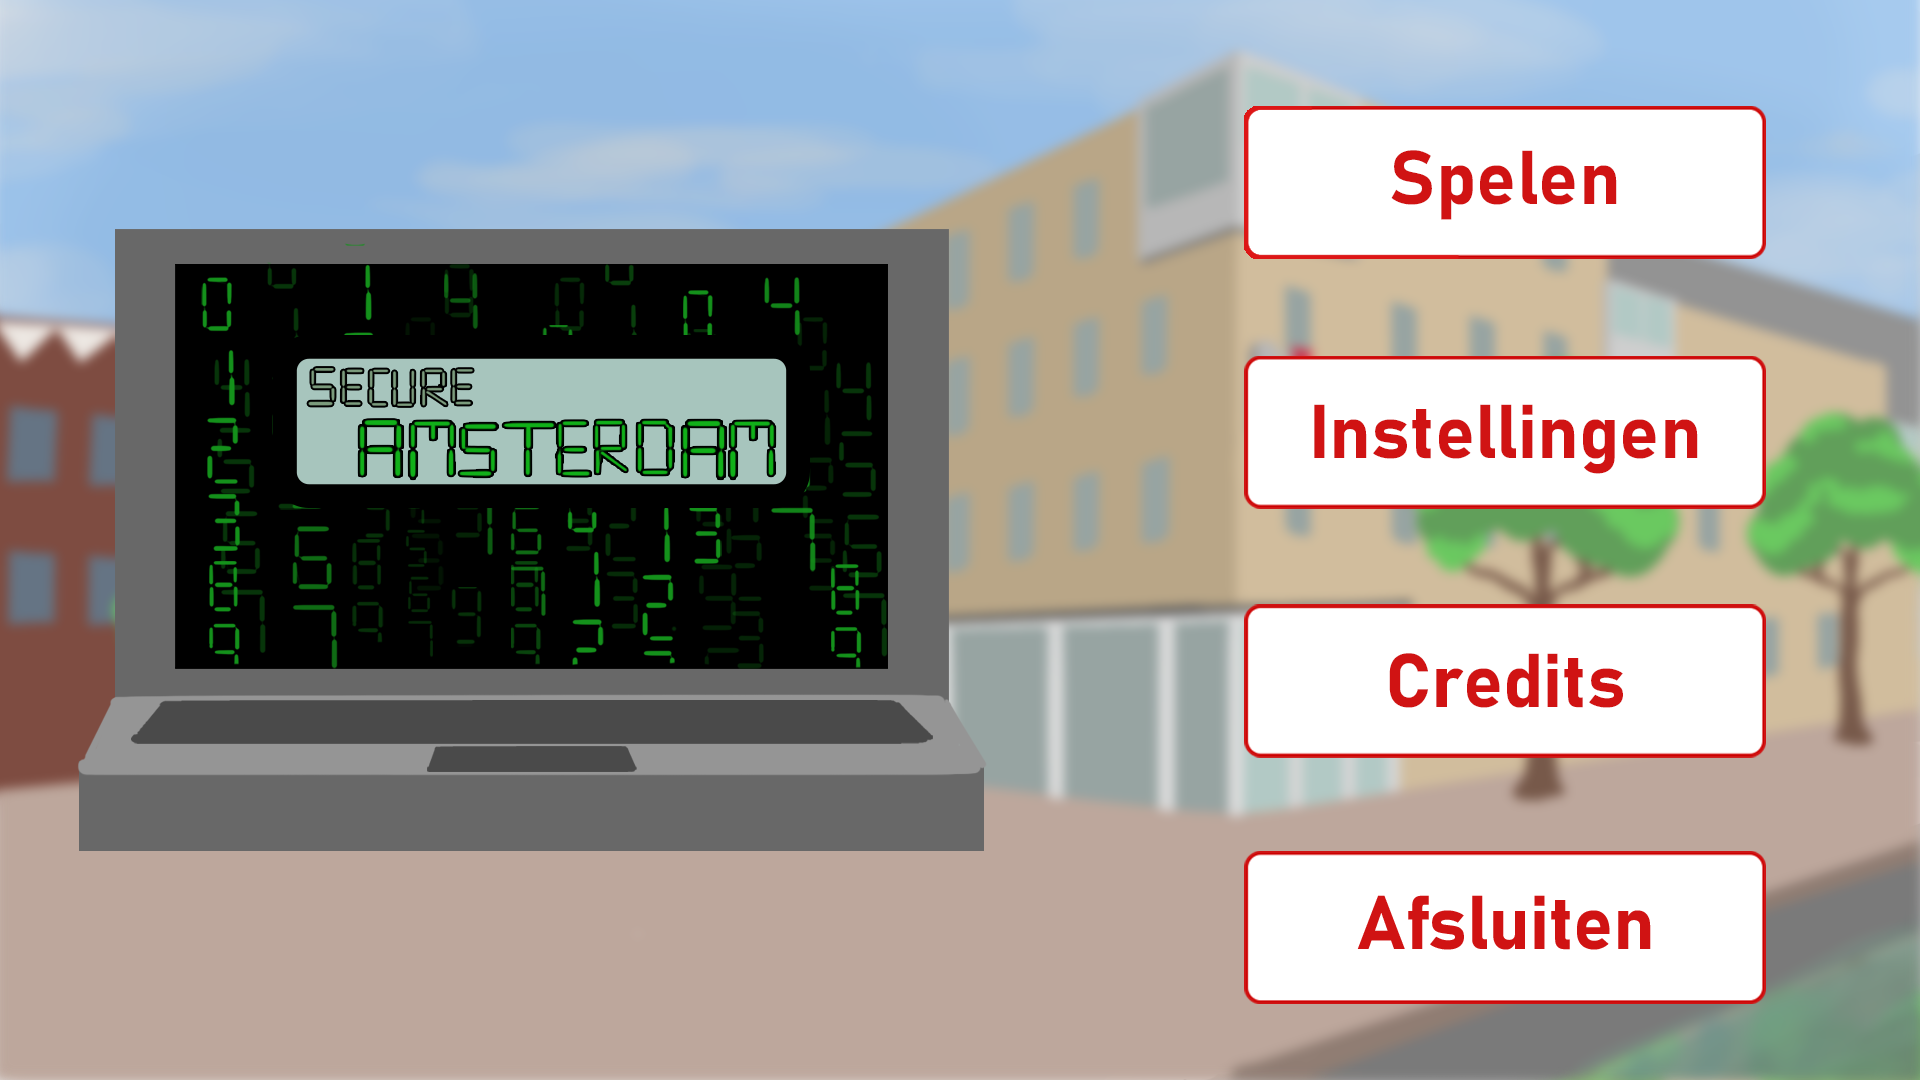 SECURE
AMSTERDAM
Spelen
Instellingen
Credits
Afsluiten